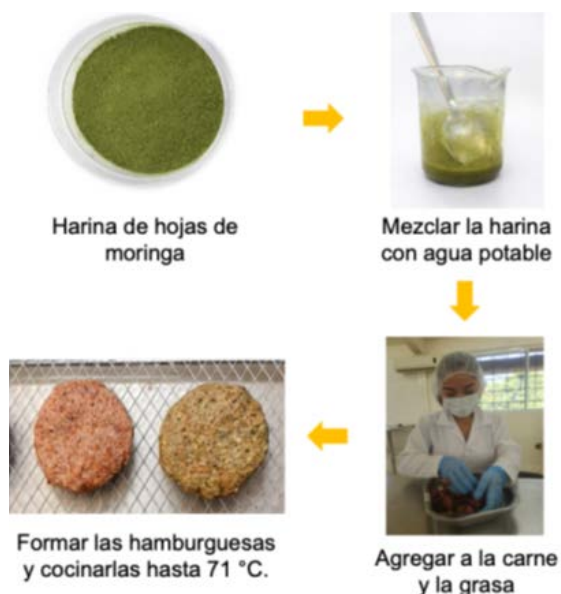 Harina de hojas de
moringa
Mezclar la harina
con agua potable
Agregar a la carne
y la grasa
Formar las hamburguesas
y cocinarlas hasta 71 °C.